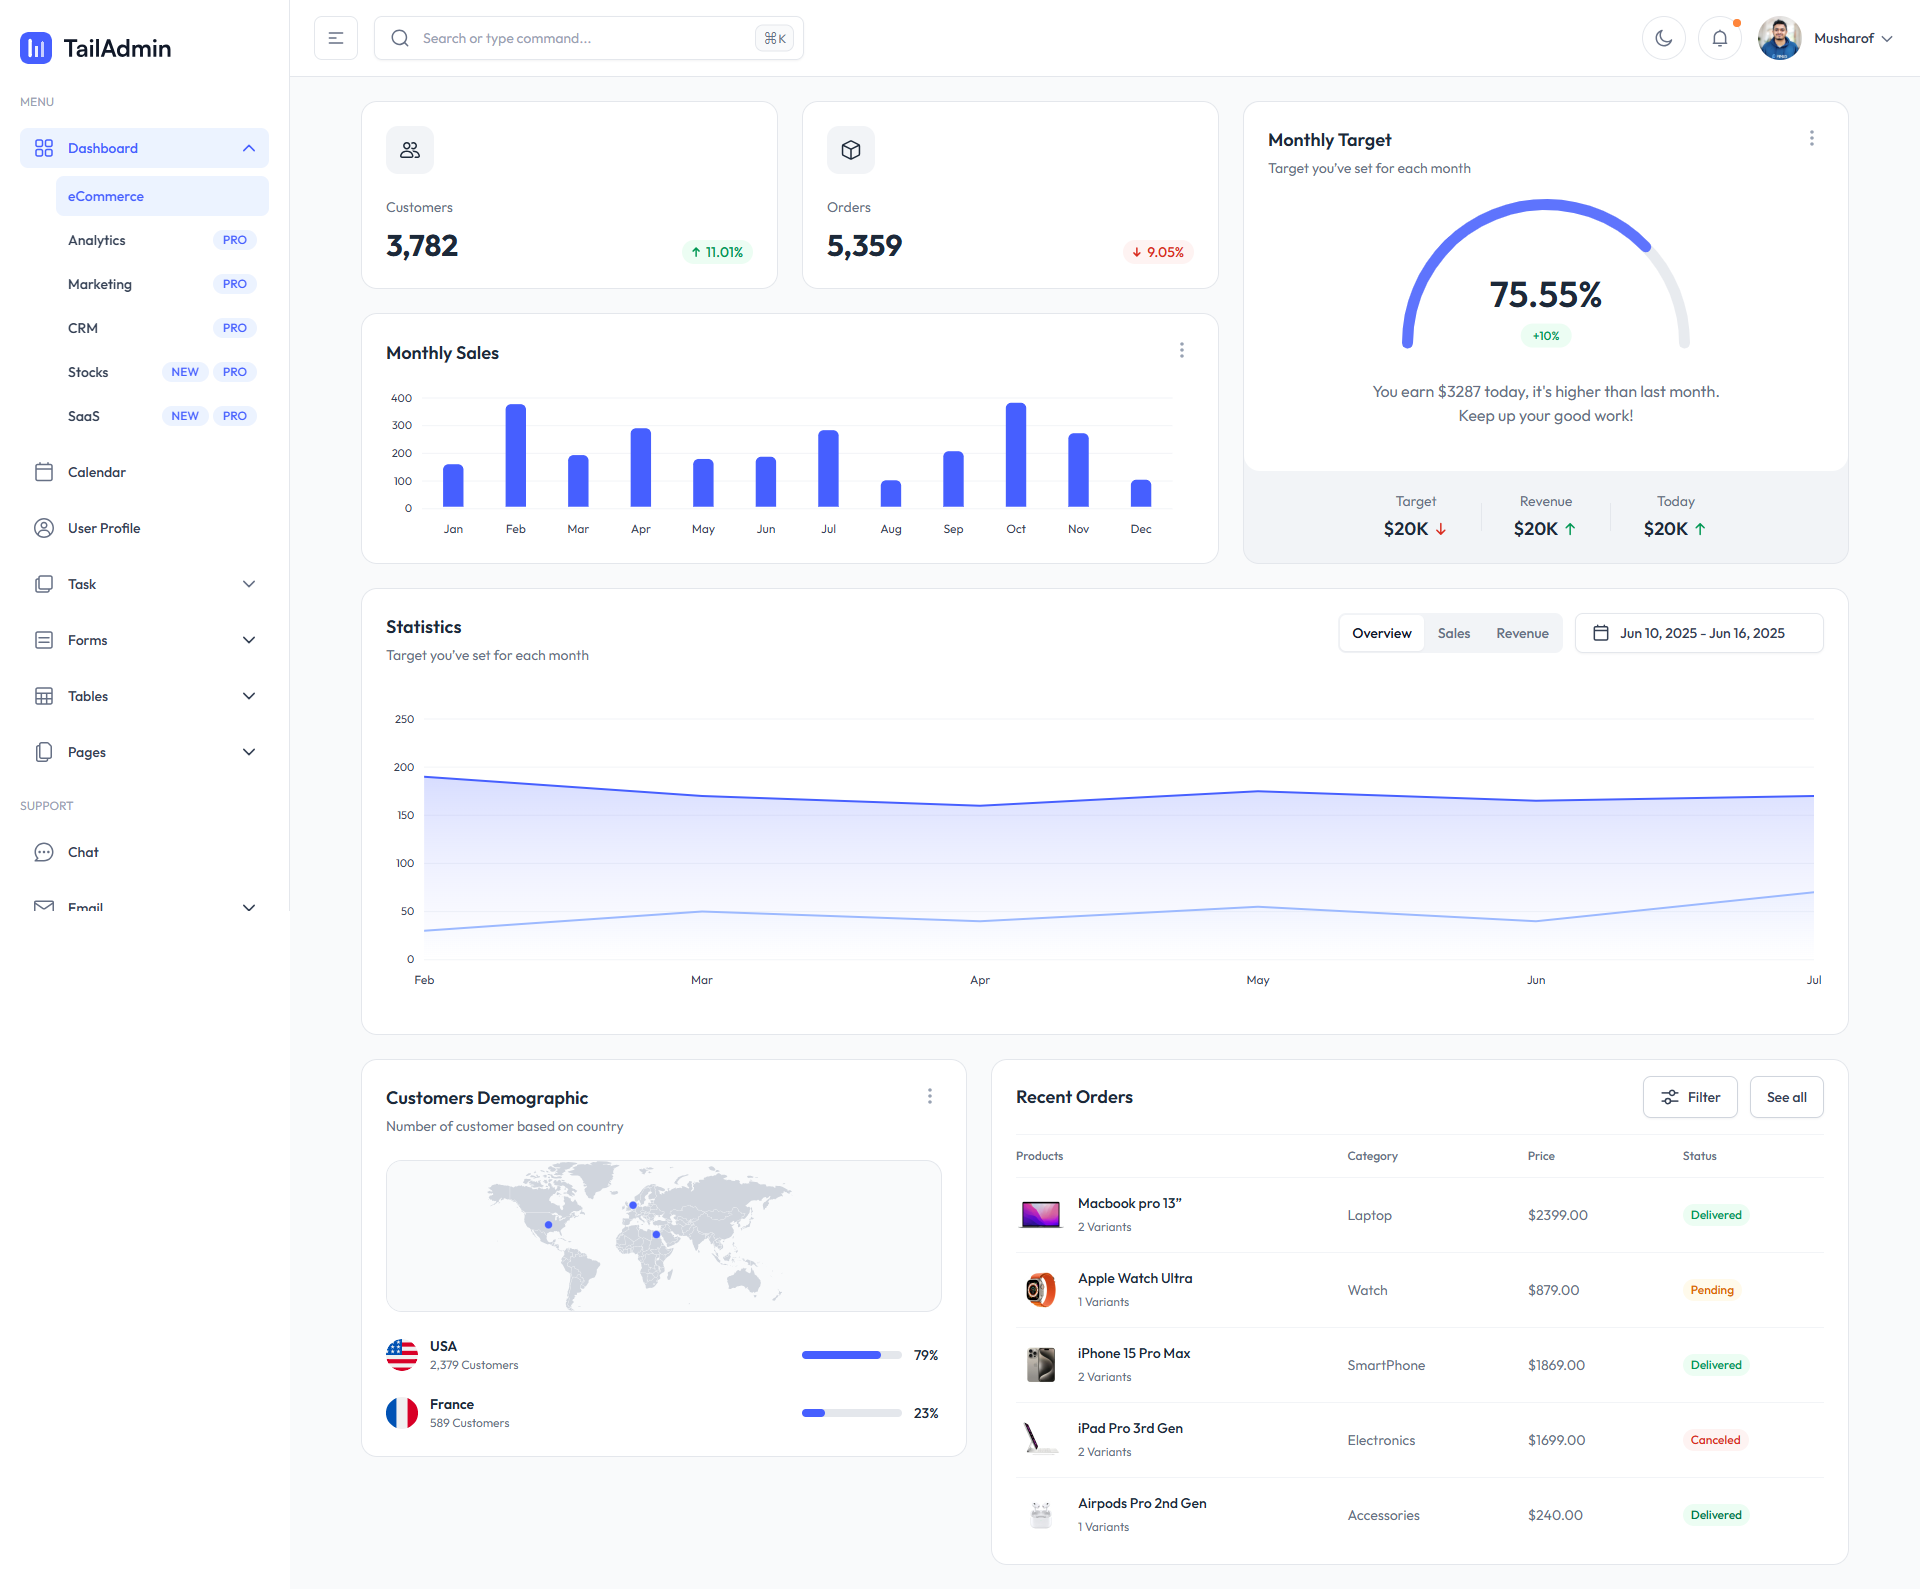 TailAdmin
MENU
Dashboard
eCommerce
Analytics PRO
Marketing PRO
CRM PRO
Stocks NEW PRO
SaaS NEW PRO
Calendar
User Profile
Task
Forms
Tables
Pages
SUPPORT
Chat
Email
Search or type command...
⌘K
Musharof
Customers
3,782
↑ 11.01%
Orders
5,359
↓ 9.05%
Monthly Target
Target you've set for each month
75.55%
+10%
You earn $3287 today, it's higher than last month.
Keep up your good work!
Target
$20K ↓
Revenue
$20K ↑
Today
$20K ↑
Monthly Sales
400
300
200
100
0
Jan Feb Mar Apr May Jun Jul Aug Sep Oct Nov Dec
Statistics
Target you've set for each month
Overview Sales Revenue
Jun 10, 2025 - Jun 16, 2025
250
200
150
100
50
0
Feb Mar Apr May Jun Jul
Customers Demographic
Number of customer based on country
USA
2,379 Customers
79%
France
589 Customers
23%
Recent Orders
Filter
See all
Products Category Price Status
Macbook pro 13”
2 Variants
Laptop $2399.00 Delivered
Apple Watch Ultra
1 Variants
Watch $879.00 Pending
iPhone 15 Pro Max
2 Variants
SmartPhone $1869.00 Delivered
iPad Pro 3rd Gen
2 Variants
Electronics $1699.00 Canceled
Airpods Pro 2nd Gen
1 Variants
Accessories $240.00 Delivered